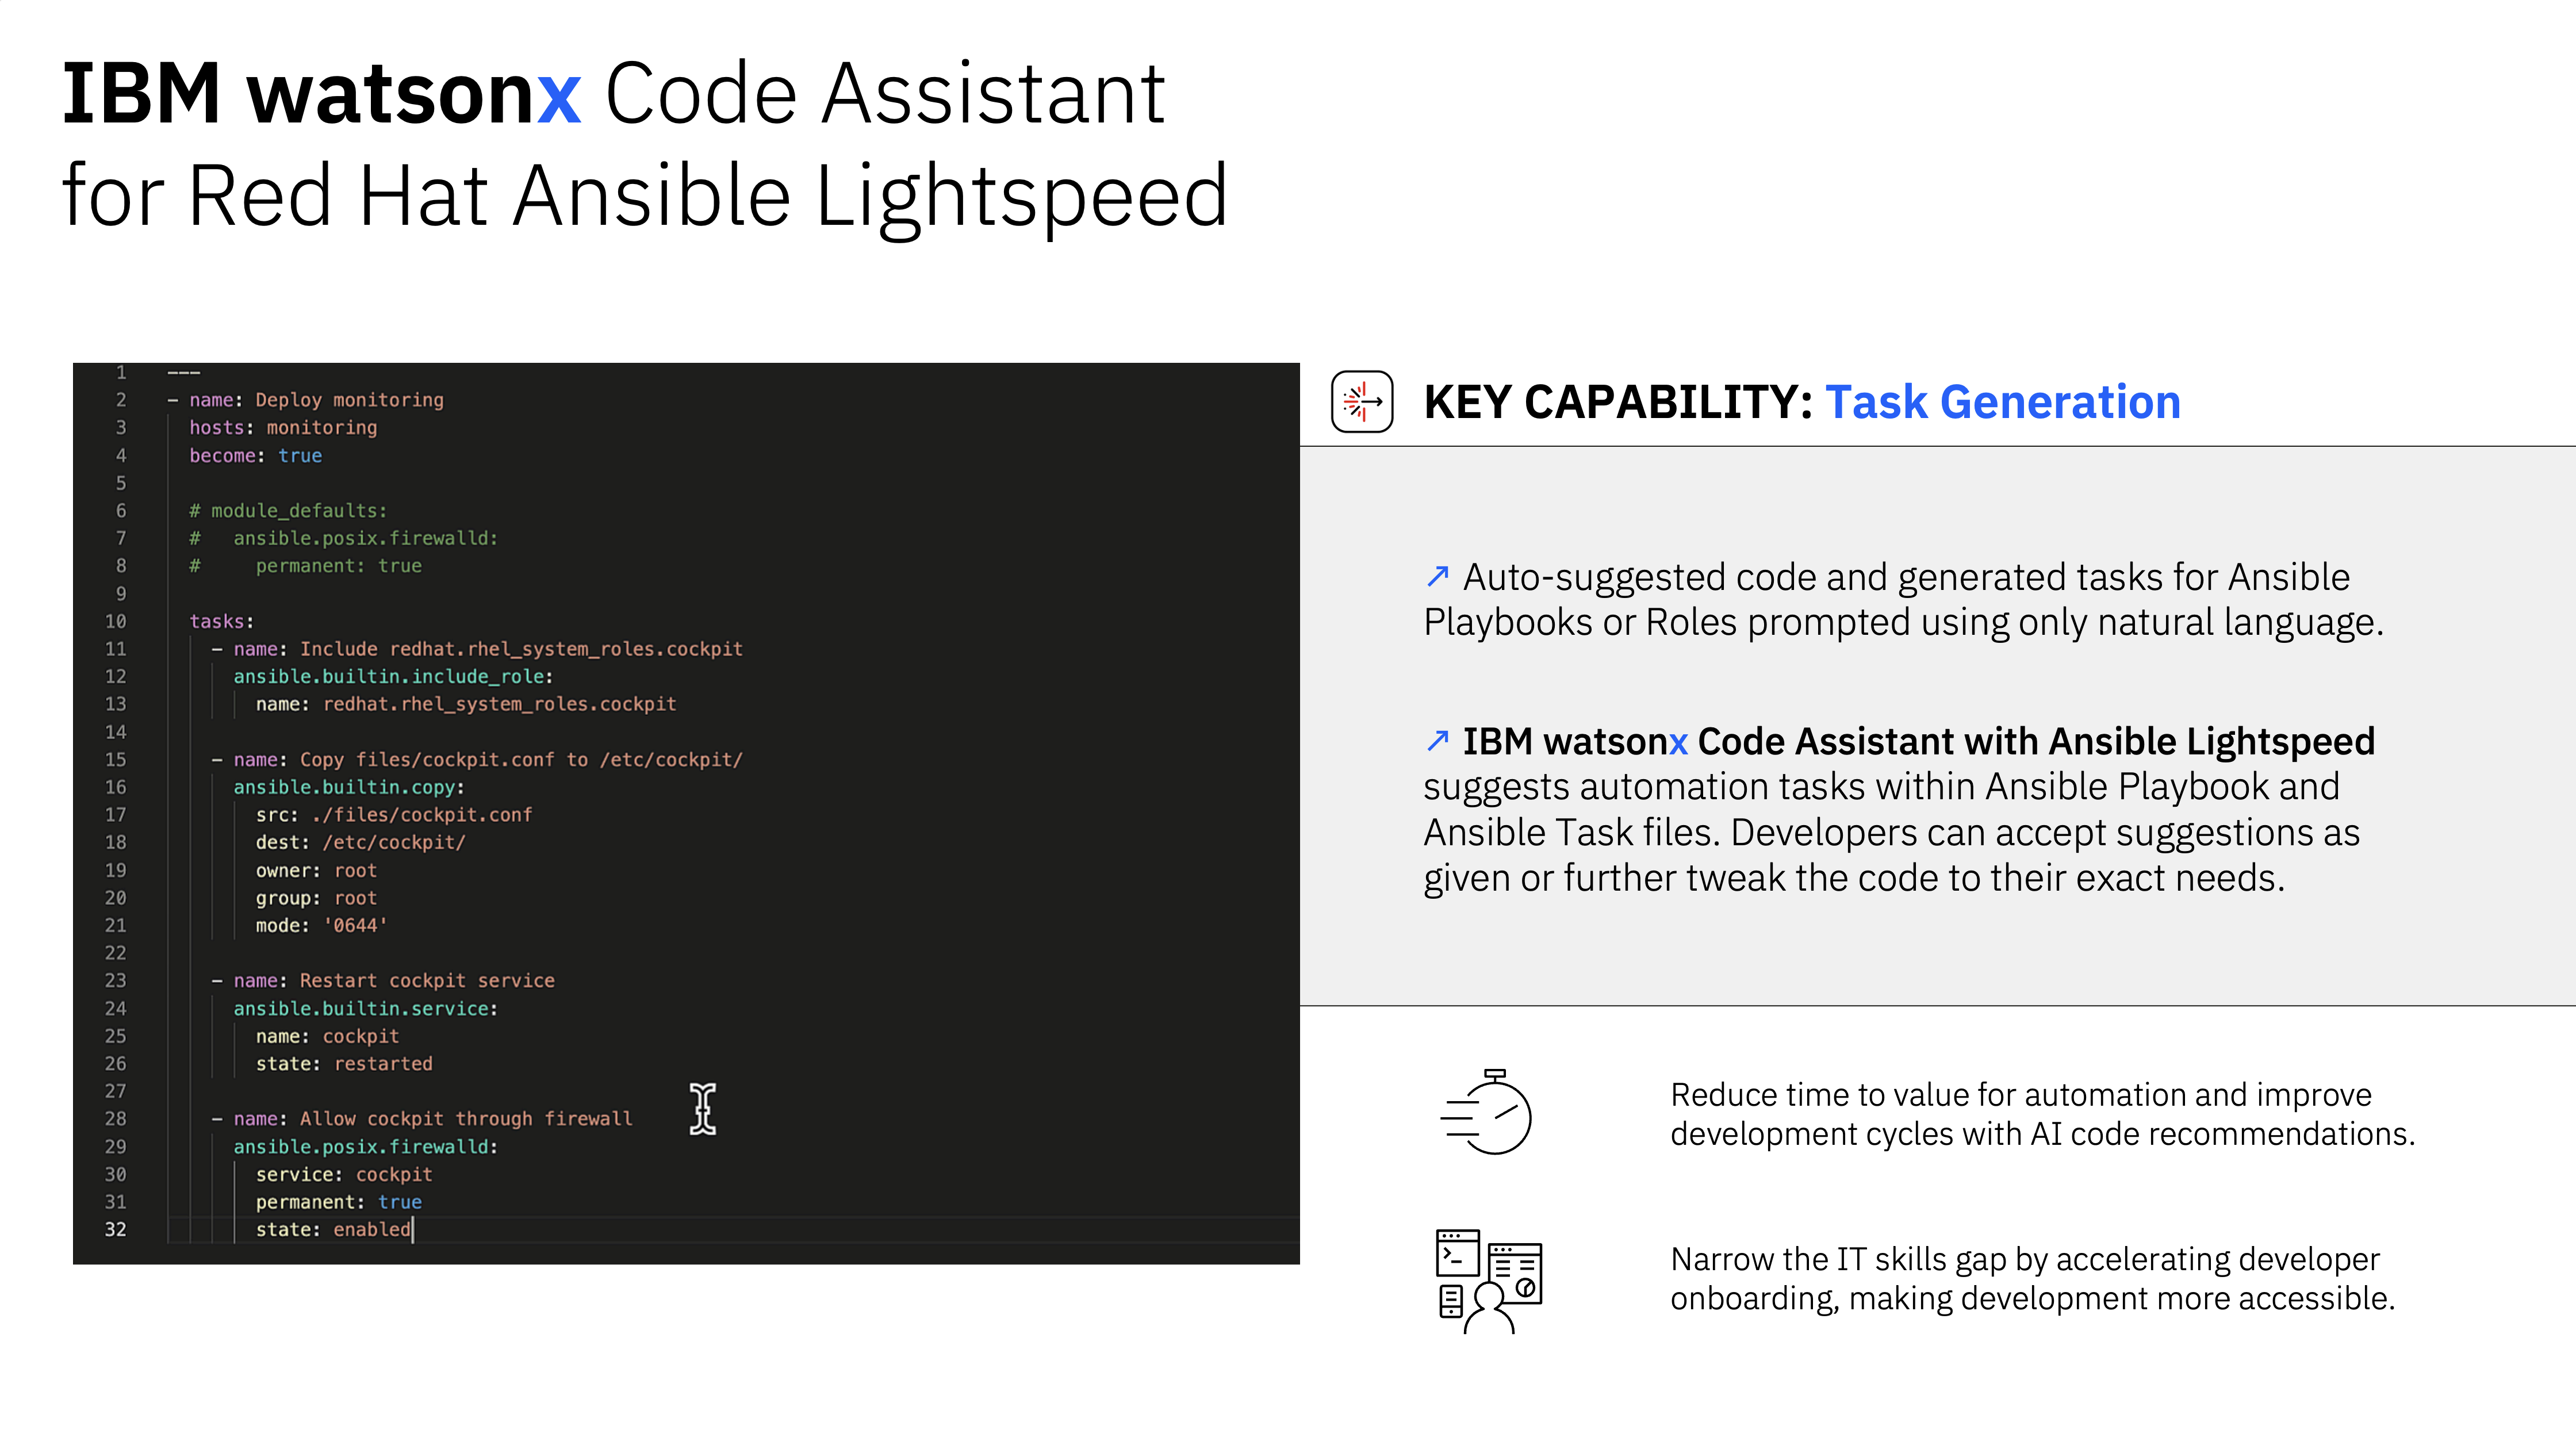 IBM watsonx Code Assistant
for Red Hat Ansible Lightspeed
1 ---
2 - name: Deploy monitoring
3 hosts: monitoring
4 become: true
5
6 # module_defaults:
7 #   ansible.posix.firewalld:
8 #     permanent: true
9
10 tasks:
11 - name: Include redhat.rhel_system_roles.cockpit
12 ansible.builtin.include_role:
13 name: redhat.rhel_system_roles.cockpit
14
15 - name: Copy files/cockpit.conf to /etc/cockpit/
16 ansible.builtin.copy:
17 src: ./files/cockpit.conf
18 dest: /etc/cockpit/
19 owner: root
20 group: root
21 mode: '0644'
22
23 - name: Restart cockpit service
24 ansible.builtin.service:
25 name: cockpit
26 state: restarted
27
28 - name: Allow cockpit through firewall
29 ansible.posix.firewalld:
30 service: cockpit
31 permanent: true
32 state: enabled
KEY CAPABILITY: Task Generation
↗ Auto-suggested code and generated tasks for Ansible
Playbooks or Roles prompted using only natural language.
↗ IBM watsonx Code Assistant with Ansible Lightspeed
suggests automation tasks within Ansible Playbook and
Ansible Task files. Developers can accept suggestions as
given or further tweak the code to their exact needs.
Reduce time to value for automation and improve
development cycles with AI code recommendations.
Narrow the IT skills gap by accelerating developer
onboarding, making development more accessible.